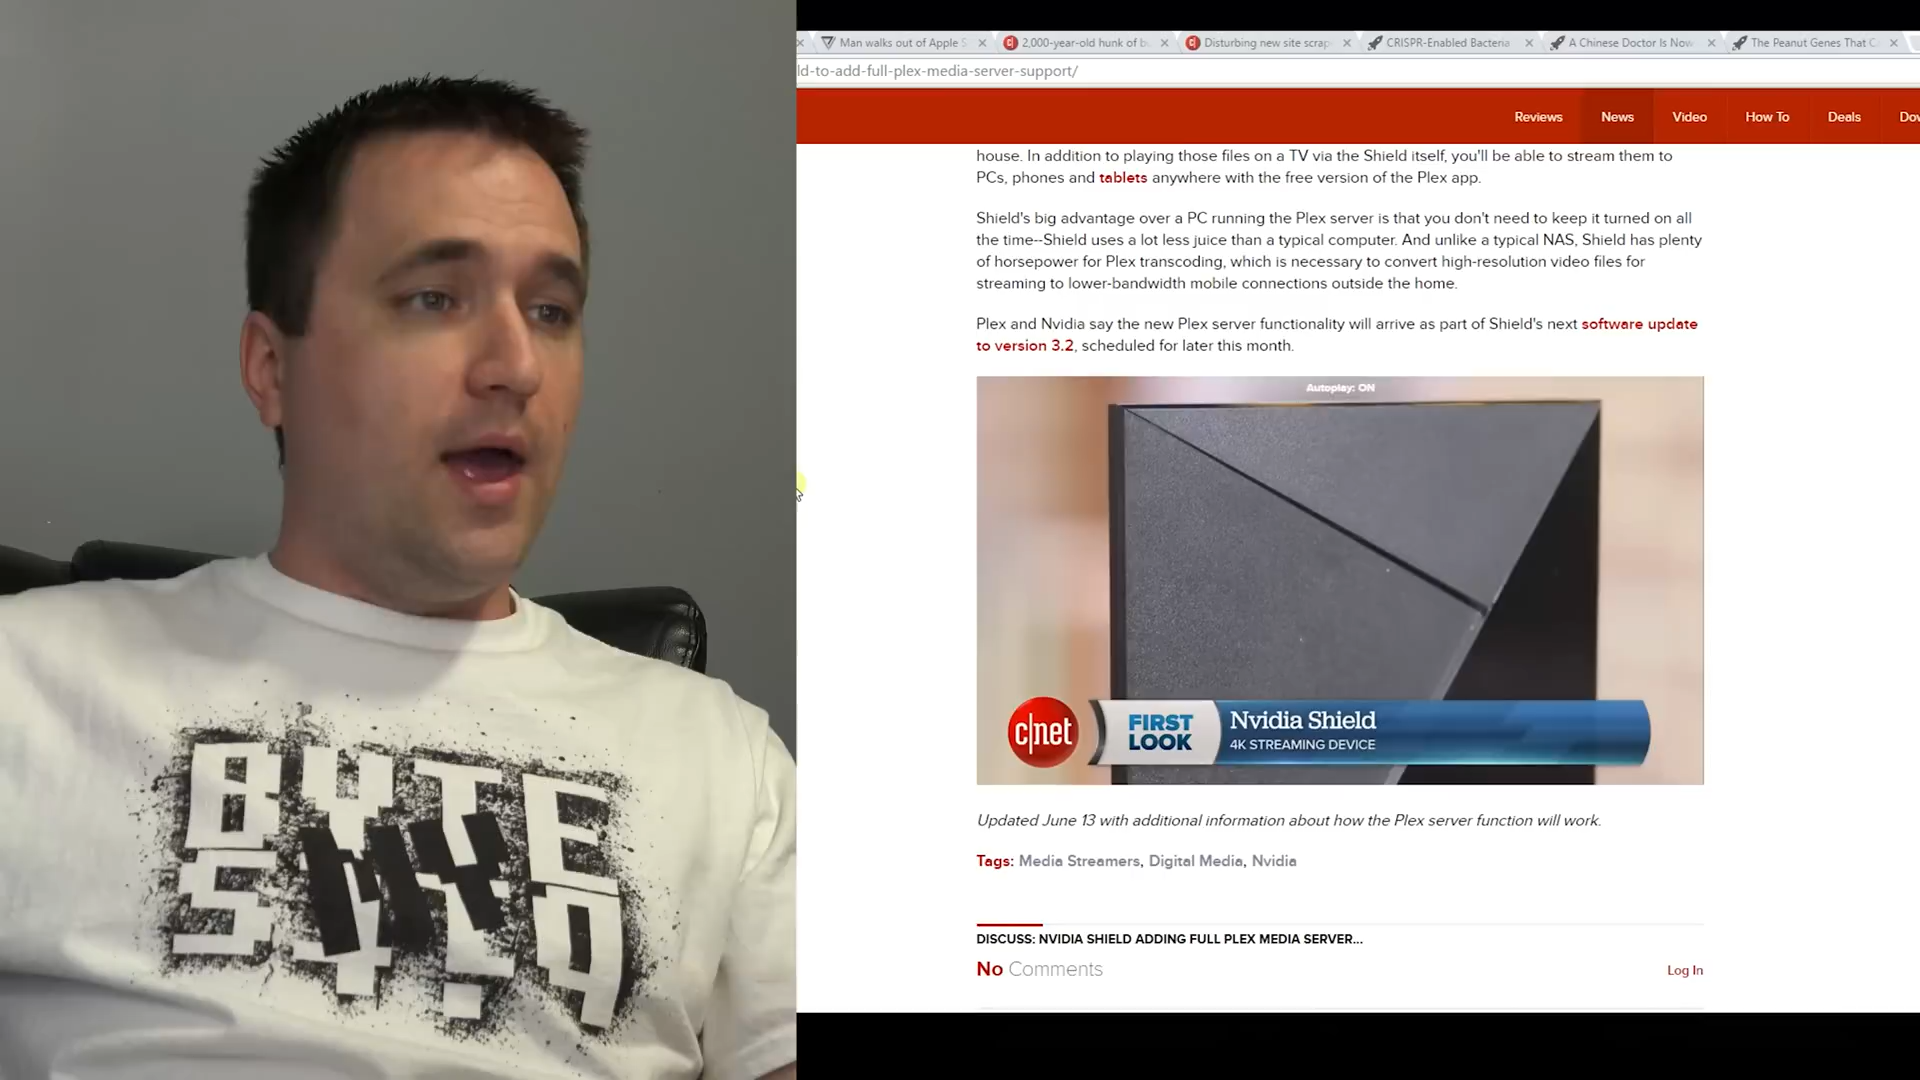 Man walks out of Apple S
2,000-year-old hunk of b
Disturbing new site scrap
CRISPR-Enabled Bacteria
A Chinese Doctor Is Now
The Peanut Genes That C
ld-to-add-full-plex-media-server-support/
Reviews
News
Video
How To
Deals
Dow
house. In addition to playing those files on a TV via the Shield itself, you'll be able to stream them to
PCs, phones and tablets anywhere with the free version of the Plex app.
Shield's big advantage over a PC running the Plex server is that you don't need to keep it turned on all
the time--Shield uses a lot less juice than a typical computer. And unlike a typical NAS, Shield has plenty
of horsepower for Plex transcoding, which is necessary to convert high-resolution video files for
streaming to lower-bandwidth mobile connections outside the home.
Plex and Nvidia say the new Plex server functionality will arrive as part of Shield's next software update
to version 3.2, scheduled for later this month.
Autoplay: ON
c|net
FIRST
LOOK
Nvidia Shield
4K STREAMING DEVICE
Updated June 13 with additional information about how the Plex server function will work.
Tags: Media Streamers, Digital Media, Nvidia
DISCUSS: NVIDIA SHIELD ADDING FULL PLEX MEDIA SERVER...
No Comments
Log In
BYTE
MY